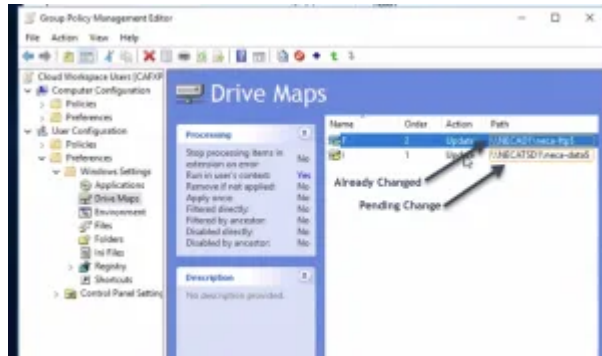 Group Policy Management Editor
File Action View Help
Cloud Workspace Users [CAFXP
Computer Configuration
Policies
Preferences
User Configuration
Policies
Preferences
Windows Settings
Applications
Drive Maps
Environment
Files
Folders
Ini Files
Registry
Shortcuts
Control Panel Setting
Drive Maps
Processing
Stop processing items in extension on error No
Run in user's context Yes
Remove if not applied: No
Apply once: No
Filtered directly: No
Filtered by ancestor: No
Disabled directly: No
Disabled by ancestor: No
Description
No description provided.
Name Order Action Path
2 Update
1 Update
Already Changed
Pending Change